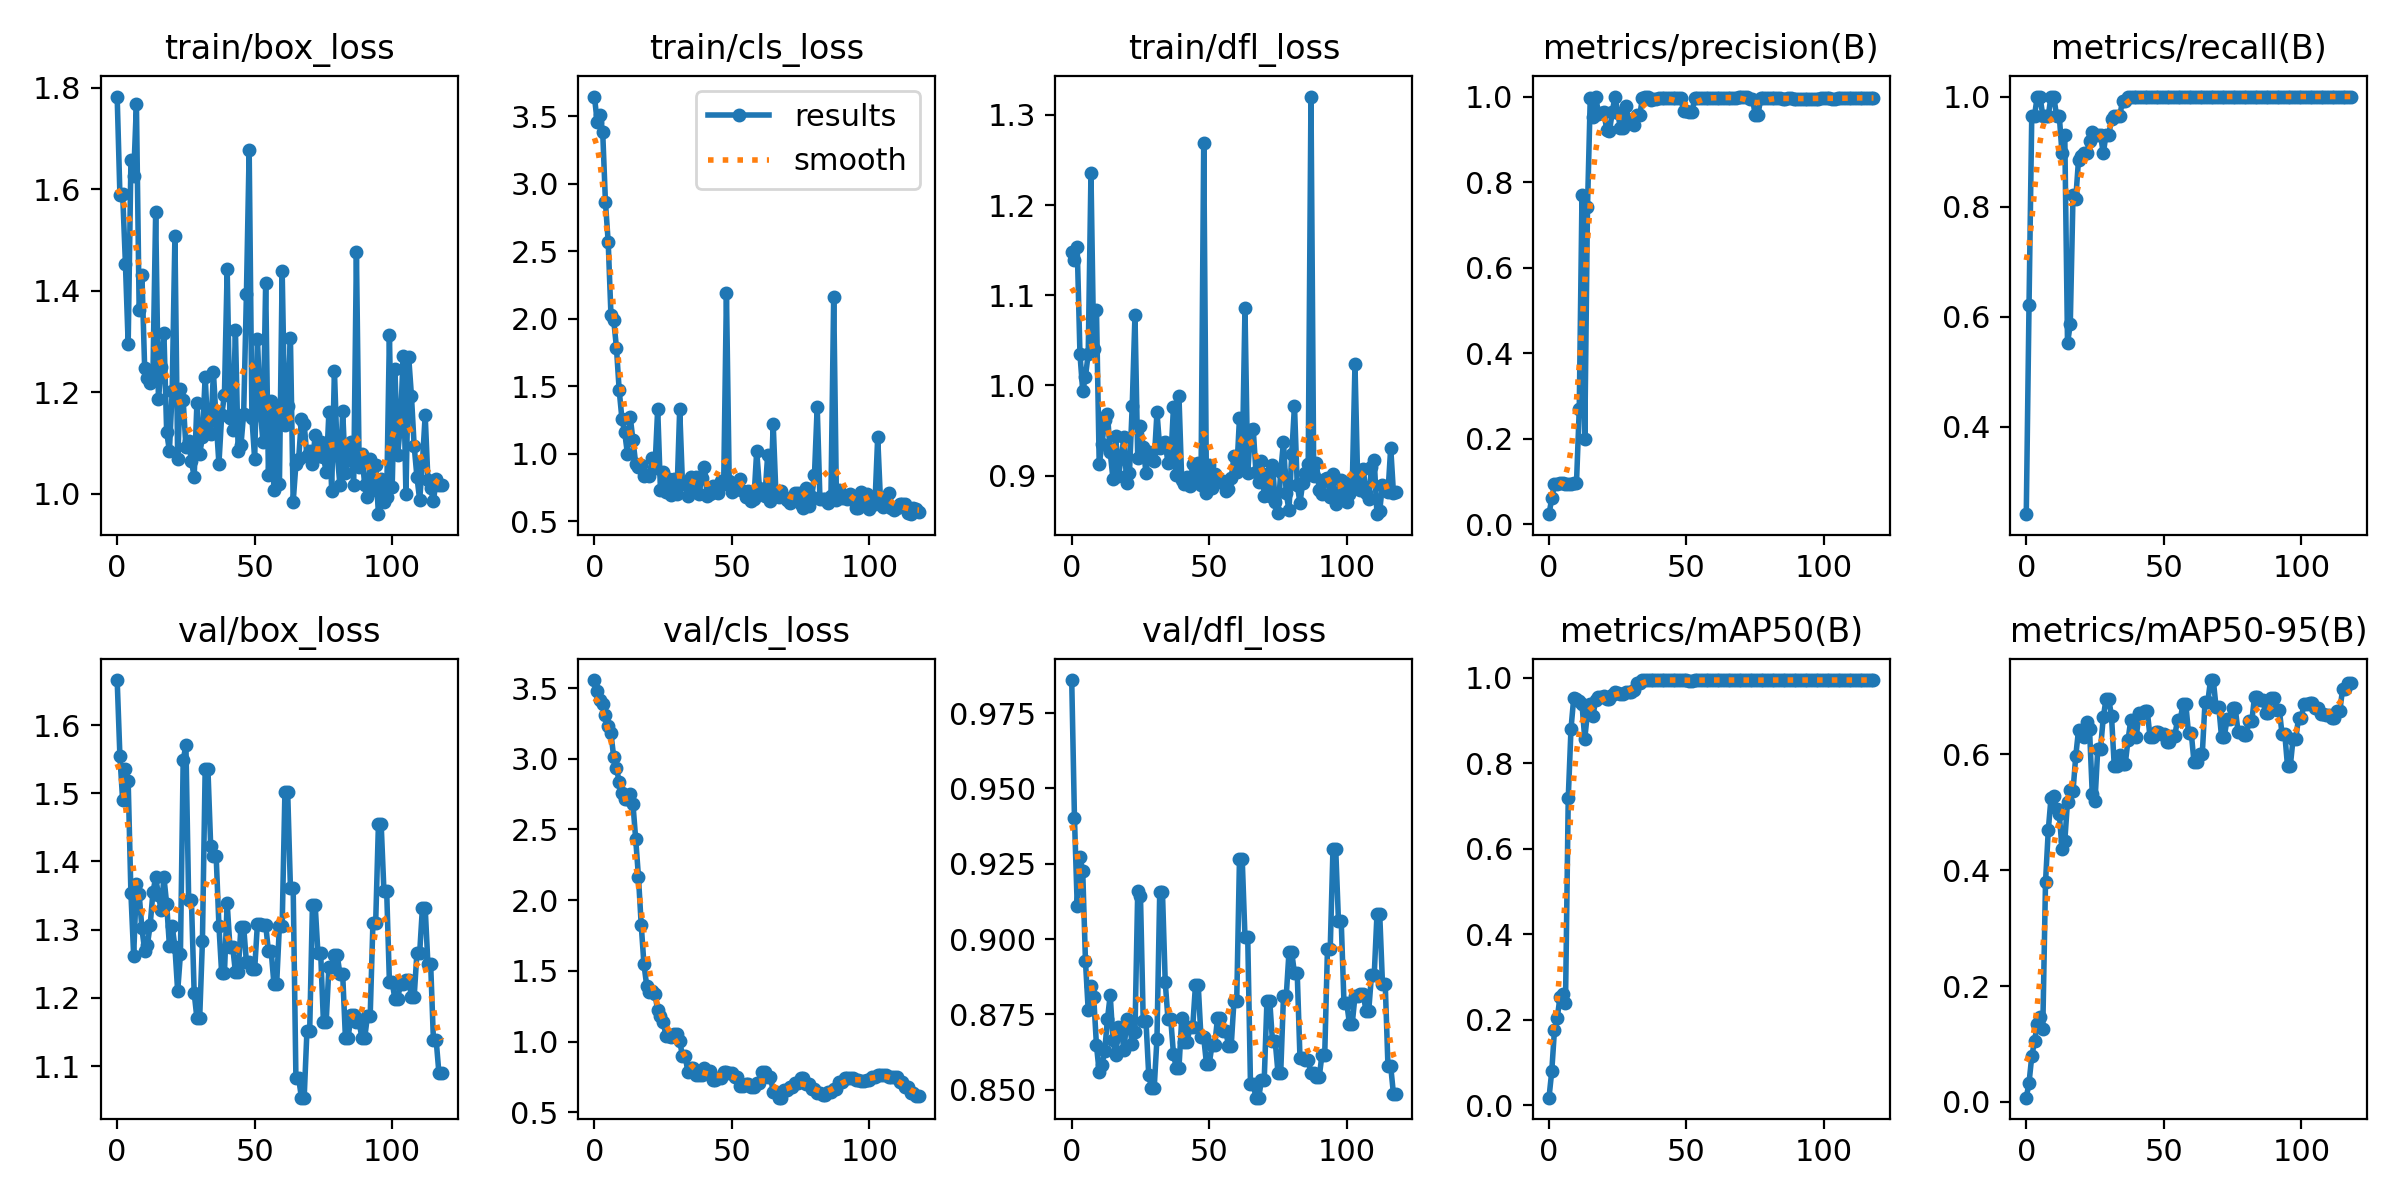 train/box_loss
1.8
1.6
1.4
1.2
1.0
0 50 100
train/cls_loss
results
smooth
3.5
3.0
2.5
2.0
1.5
1.0
0.5
0 50 100
train/dfl_loss
1.3
1.2
1.1
1.0
0.9
0 50 100
metrics/precision(B)
1.0
0.8
0.6
0.4
0.2
0.0
0 50 100
metrics/recall(B)
1.0
0.8
0.6
0.4
0 50 100
val/box_loss
1.6
1.5
1.4
1.3
1.2
1.1
0 50 100
val/cls_loss
3.5
3.0
2.5
2.0
1.5
1.0
0.5
0 50 100
val/dfl_loss
0.975
0.950
0.925
0.900
0.875
0.850
0 50 100
metrics/mAP50(B)
1.0
0.8
0.6
0.4
0.2
0.0
0 50 100
metrics/mAP50-95(B)
0.6
0.4
0.2
0.0
0 50 100